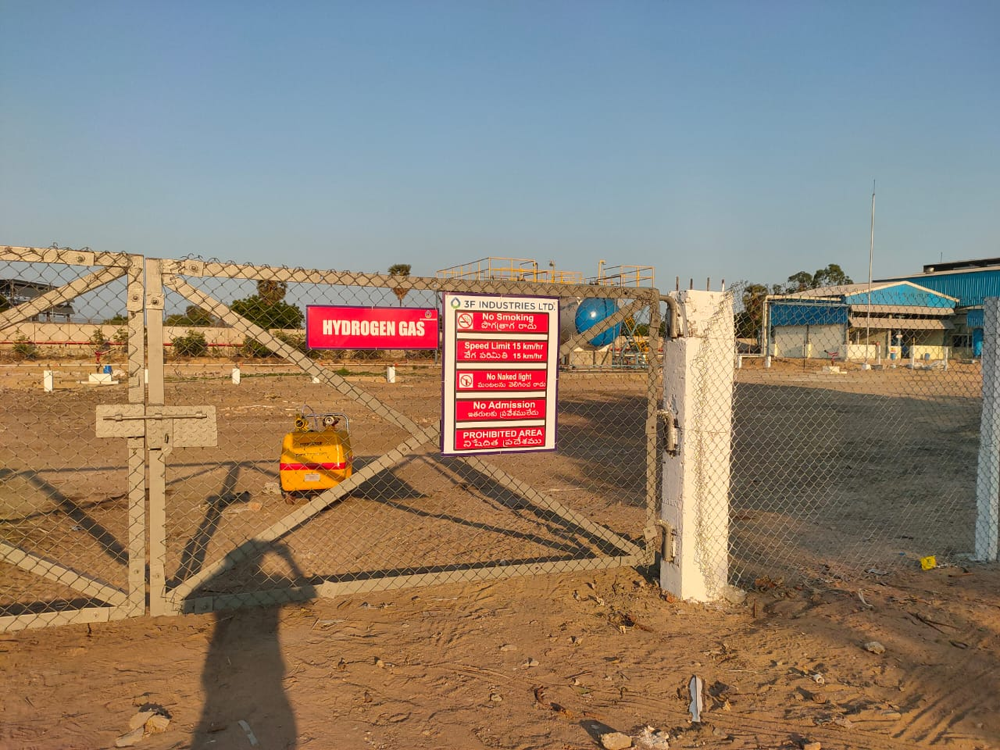 HYDROGEN GAS
3F INDUSTRIES LTD.
No Smoking
పొగత్రాగ రాదు
Speed Limit 15 km/hr
వేగ పరిమితి 15 km/hr
No Naked light
మంటలను వెలిగించ రాదు
No Admission
ఇతరులకు ప్రవేశములేదు
PROHIBITED AREA
నిషేదిత ప్రదేశము